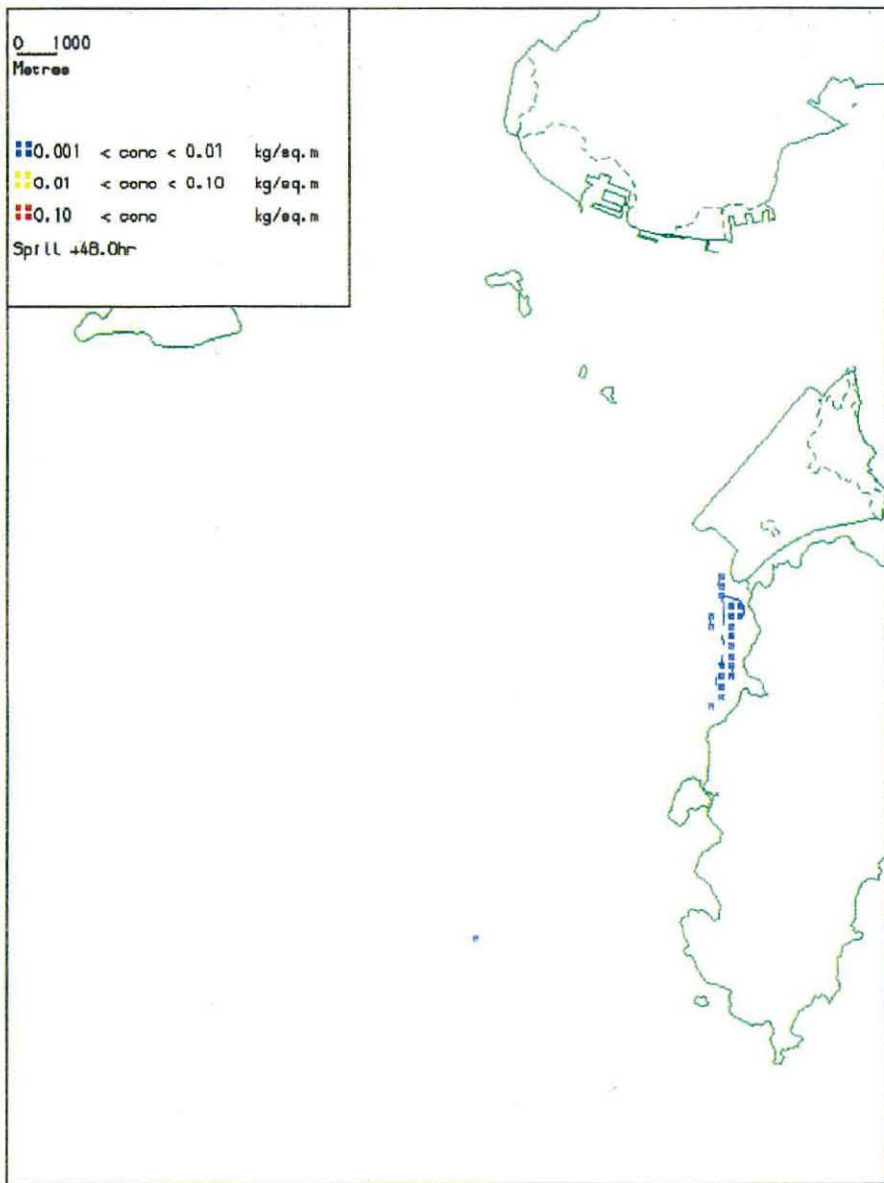 0 1000
Metres
0.001 < conc < 0.01 kg/sq.m
0.01 < conc < 0.10 kg/sq.m
0.10 < conc kg/sq.m
Spill +48.0hr